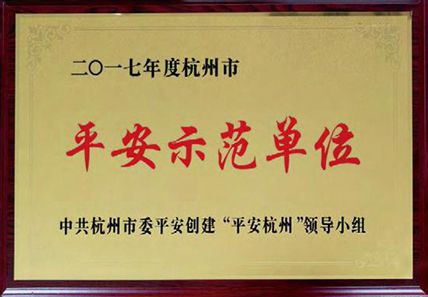 二〇一七年度杭州市
平安示范单位
中共杭州市委平安创建“平安杭州”领导小组